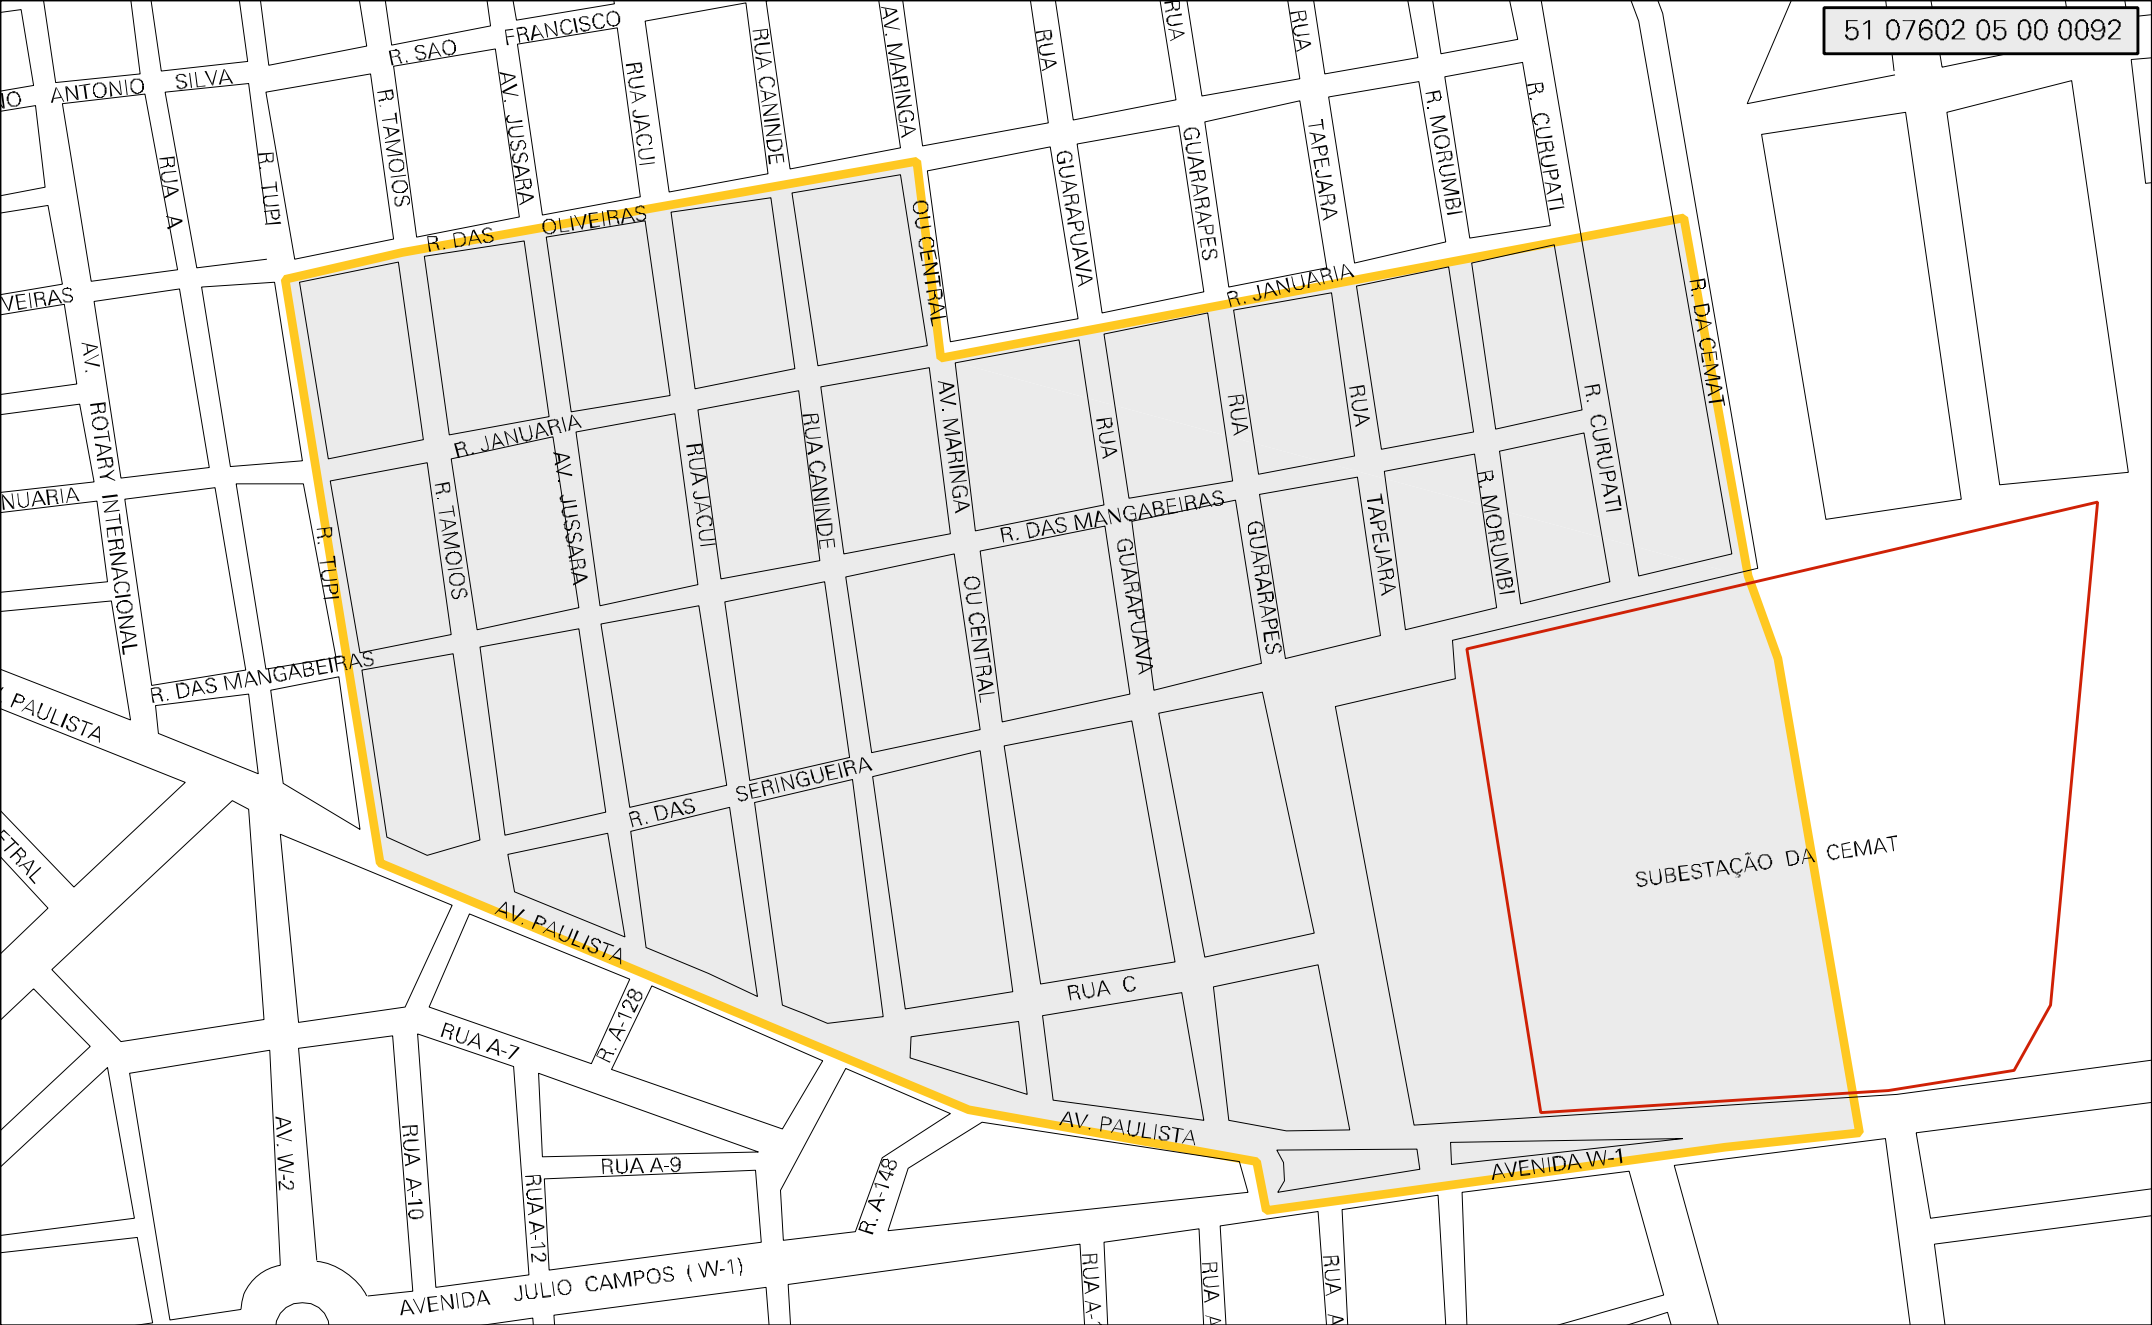 51 07602 05 00 0092
R. SAO FRANCISCO
ANTONIO SILVA
RUA A
R. TUPI
R. TAMOIOS
AV. JUSSARA
RUA JACUI
RUA CANINDE
AV. MARINGA
RUA
RUA
RUA
GUARAPUAVA
GUARARAPES
TAPEJARA
R. MORUMBI
R. CURUPATI
R. DAS OLIVEIRAS
OU CENTRAL
R. JANUARIA
R. DA CEMAT
VEIRAS
AV. ROTARY INTERNACIONAL
NUARIA
R. JANUARIA
R. TUPI
R. TAMOIOS
AV. JUSSARA
RUA JACUI
RUA CANINDE
AV. MARINGA
OU CENTRAL
RUA
GUARAPUAVA
RUA
GUARARAPES
RUA
TAPEJARA
R. MORUMBI
R. CURUPATI
R. DAS MANGABEIRAS
R. DAS MANGABEIRAS
PAULISTA
R. DAS SERINGUEIRA
ETRAL
SUBESTAÇÃO DA CEMAT
AV. PAULISTA
RUA C
R. A-128
RUA A-7
AV. PAULISTA
AV. W-2
RUA A-10
RUA A-9
RUA A-12
R. A-148
AVENIDA W-1
AVENIDA JULIO CAMPOS ( W-1)
RUA A-
RUA A
RUA A